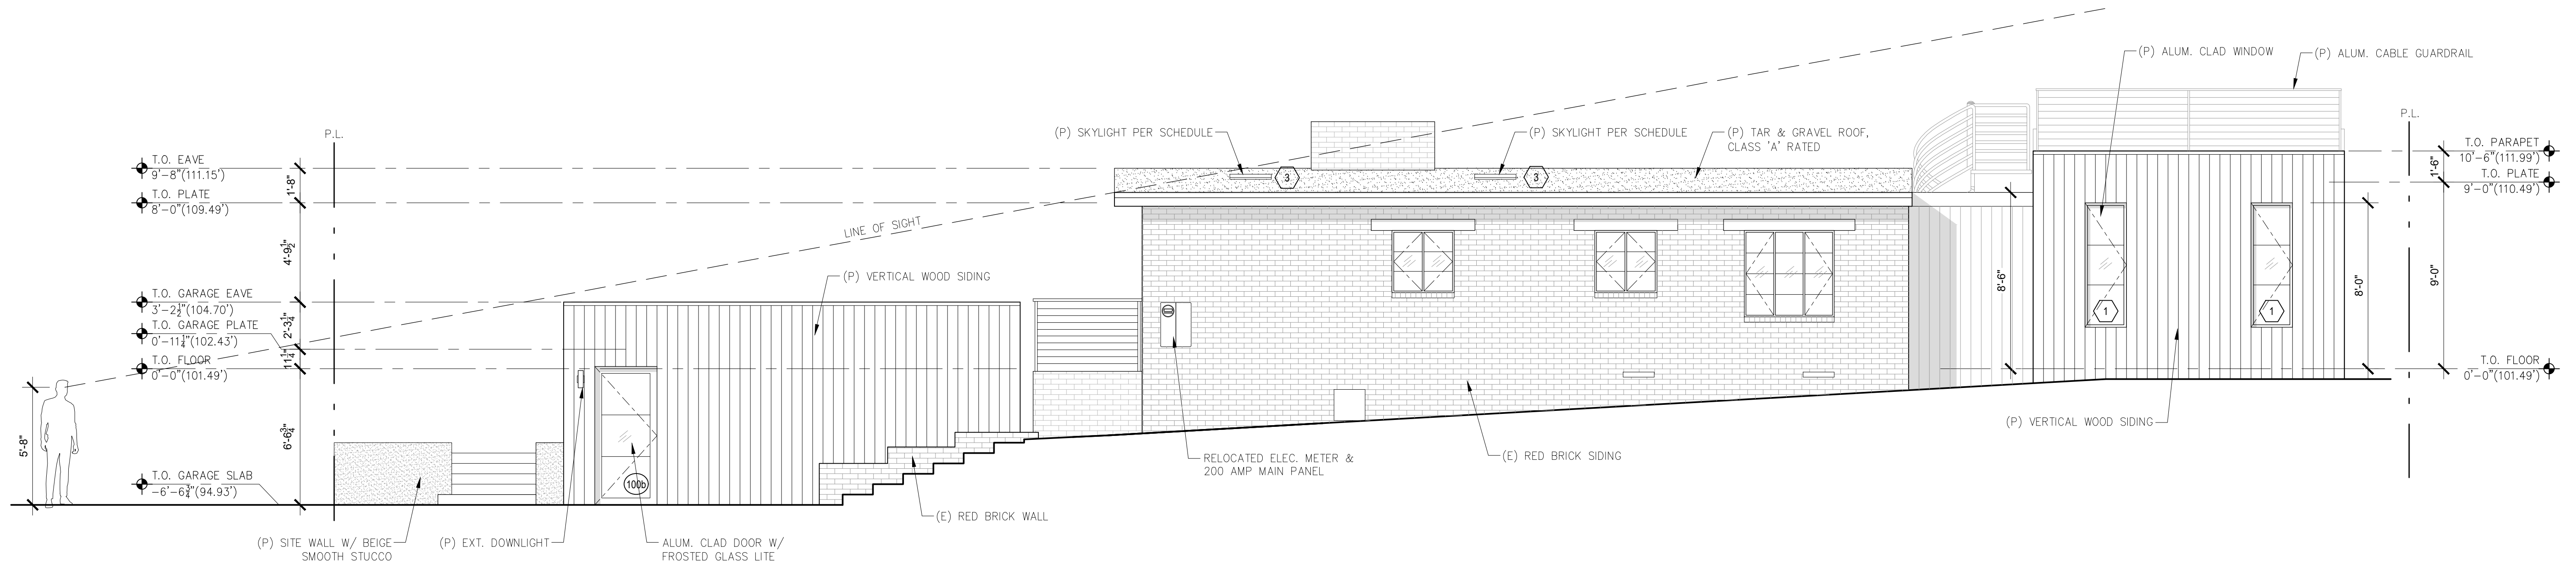 (P) ALUM. CLAD WINDOW
(P) ALUM. CABLE GUARDRAIL
P.L.
P.L.
(P) SKYLIGHT PER SCHEDULE
(P) SKYLIGHT PER SCHEDULE
(P) TAR & GRAVEL ROOF,
CLASS 'A' RATED
T.O. EAVE
9'-8"(111.15')
1'-8"
T.O. PLATE
8'-0"(109.49')
3
3
T.O. PARAPET
10'-6"(111.99')
1'-6"
T.O. PLATE
9'-0"(110.49')
LINE OF SIGHT
4'-9½"
(P) VERTICAL WOOD SIDING
8'-6"
8'-0"
9'-0"
T.O. GARAGE EAVE
3'-2½"(104.70')
2'-3¼"
T.O. GARAGE PLATE
0'-11¼"(102.43')
11¼"
T.O. FLOOR
0'-0"(101.49')
1
1
T.O. FLOOR
0'-0"(101.49')
5'-8"
6'-6¾"
(P) VERTICAL WOOD SIDING
T.O. GARAGE SLAB
-6'-6¾"(94.93')
100b
RELOCATED ELEC. METER &
200 AMP MAIN PANEL
(E) RED BRICK SIDING
(E) RED BRICK WALL
(P) SITE WALL W/ BEIGE
SMOOTH STUCCO
(P) EXT. DOWNLIGHT
ALUM. CLAD DOOR W/
FROSTED GLASS LITE